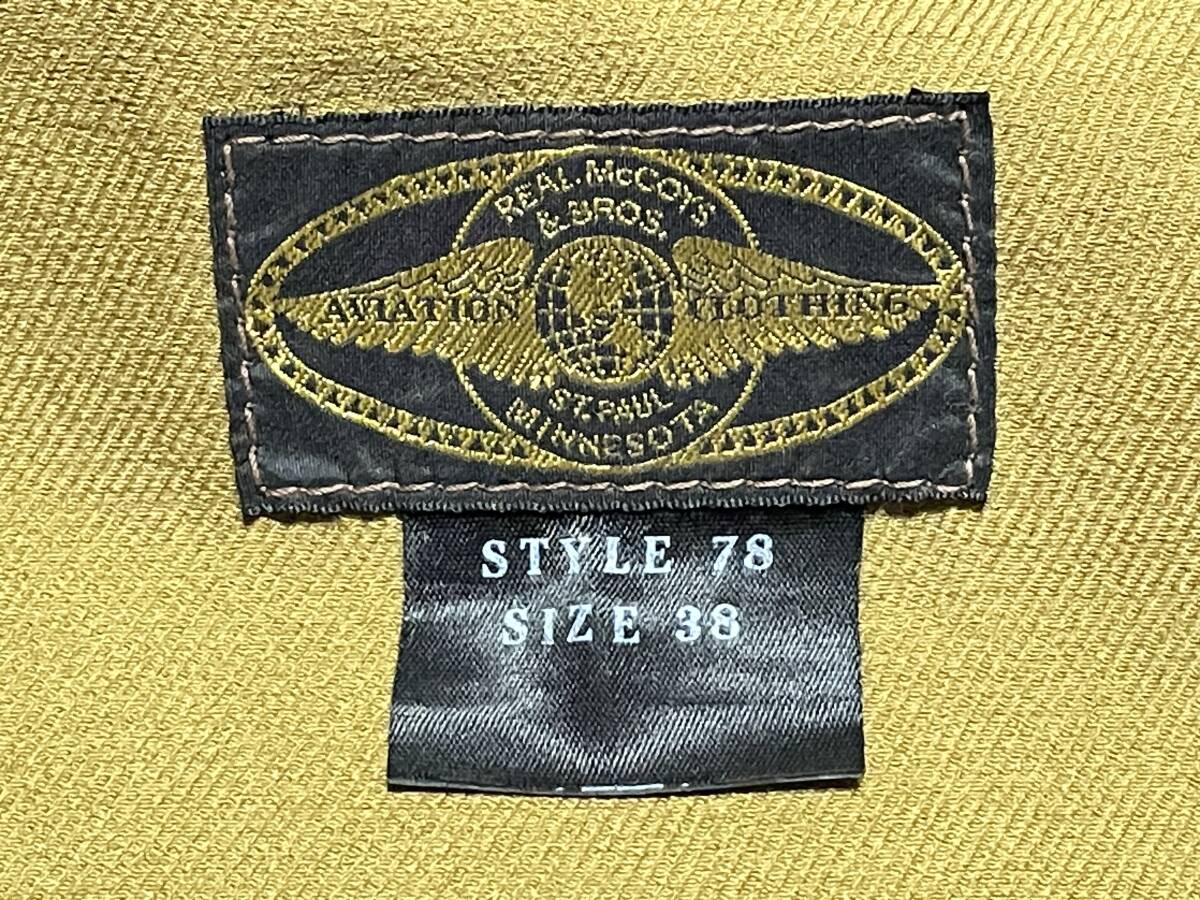 REAL McCOY'S
& BROS.
AVIATION CLOTHING
ST. PAUL
MINNESOTA
STYLE 78
SIZE 38